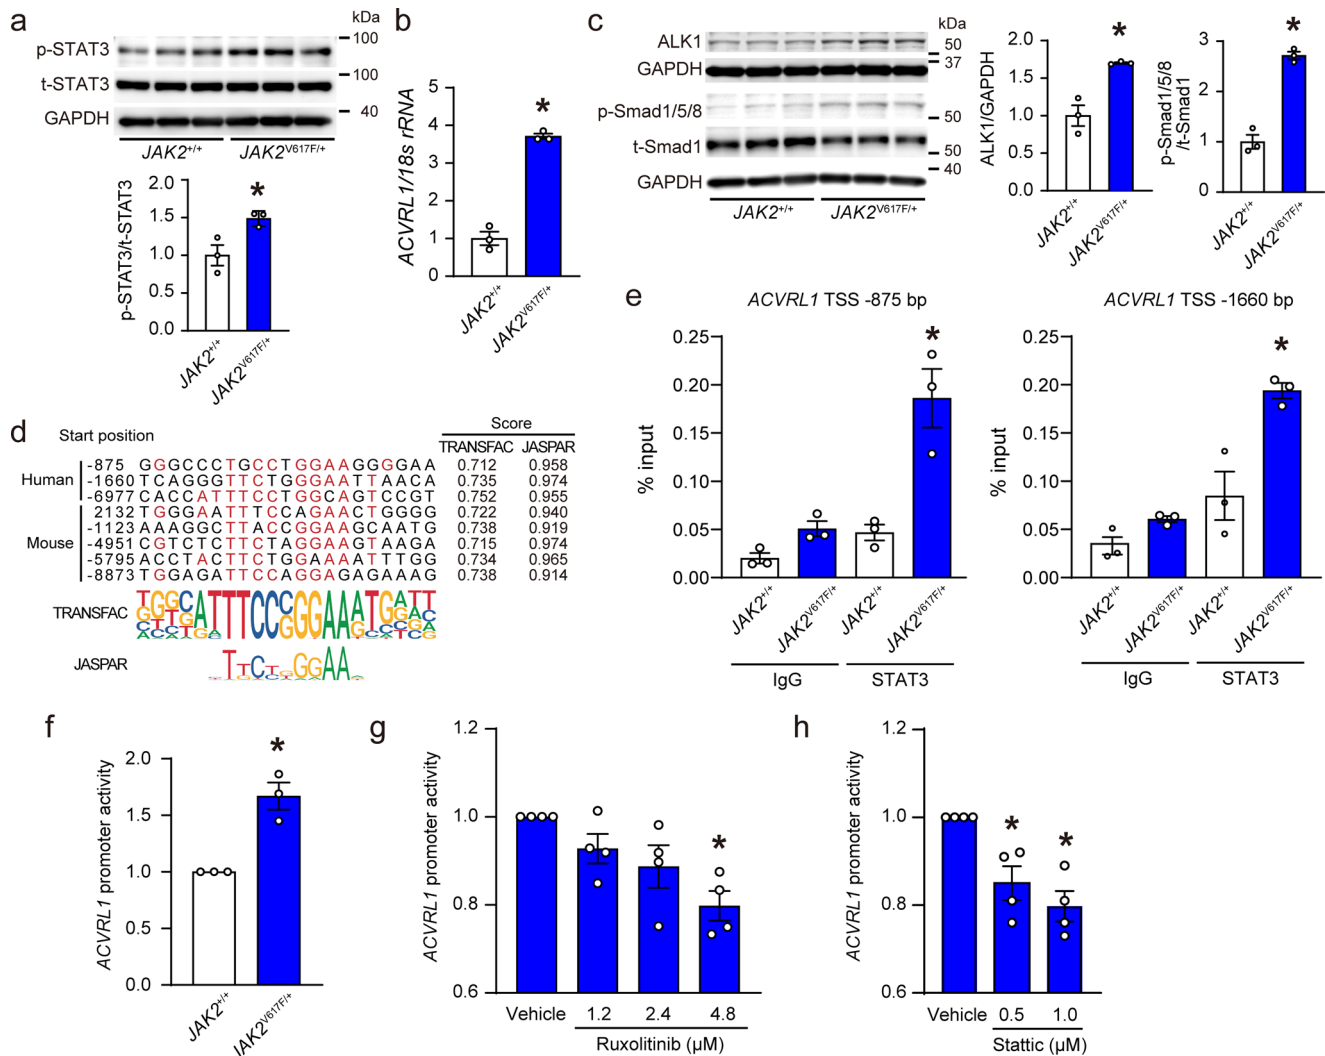 a
kDa
p-STAT3
100
t-STAT3
100
GAPDH
40
JAK2+/+ JAK2V617F/+
p-STAT3/t-STAT3
2.0
1.5
1.0
0.5
0.0
JAK2+/+
JAK2V617F/+
*
b
ACVRL1/18s rRNA
5
4
3
2
1
0
*
JAK2+/+
JAK2V617F/+
c
kDa
ALK1
50
37
GAPDH
p-Smad1/5/8
50
t-Smad1
50
40
GAPDH
JAK2+/+ JAK2V617F/+
ALK1/GAPDH
2.0
1.5
1.0
0.5
0.0
*
JAK2+/+
JAK2V617F/+
p-Smad1/5/8
/t-Smad1
3
2
1
0
*
JAK2+/+
JAK2V617F/+
d
Start position
Score
TRANSFAC JASPAR
Human
-875 GGGCCCTGCCTGGAAGGGGAA 0.712 0.958
-1660 TCAGGGTTCTGGGAATTAACA 0.735 0.974
-6977 CACCATTTCCTGGCAGTCCGT 0.752 0.955
Mouse
2132 TGGGAATTTCCAGAACTGGGG 0.722 0.940
-1123 AAAGGCTTACCGGAAGCAATG 0.738 0.919
-4951 CGTCTCTTCTAGGAAGTAAGA 0.715 0.974
-5795 ACCTACTTCTGGAAAATTTGG 0.734 0.965
-8873 TGGAGATTCCAGGAGAGAAAG 0.738 0.914
TRANSFAC
JASPAR
e
ACVRL1 TSS -875 bp
% input
0.25
0.20
0.15
0.10
0.05
0.00
*
JAK2+/+
JAK2V617F/+
JAK2+/+
JAK2V617F/+
IgG
STAT3
ACVRL1 TSS -1660 bp
% input
0.25
0.20
0.15
0.10
0.05
0.00
*
JAK2+/+
JAK2V617F/+
JAK2+/+
JAK2V617F/+
IgG
STAT3
f
ACVRL1 promoter activity
2.0
1.5
1.0
0.5
0.0
*
JAK2+/+
JAK2V617F/+
g
ACVRL1 promoter activity
1.2
1.0
0.8
0.6
*
Vehicle 1.2 2.4 4.8
Ruxolitinib (μM)
h
ACVRL1 promoter activity
1.2
1.0
0.8
0.6
* *
Vehicle 0.5 1.0
Stattic (μM)